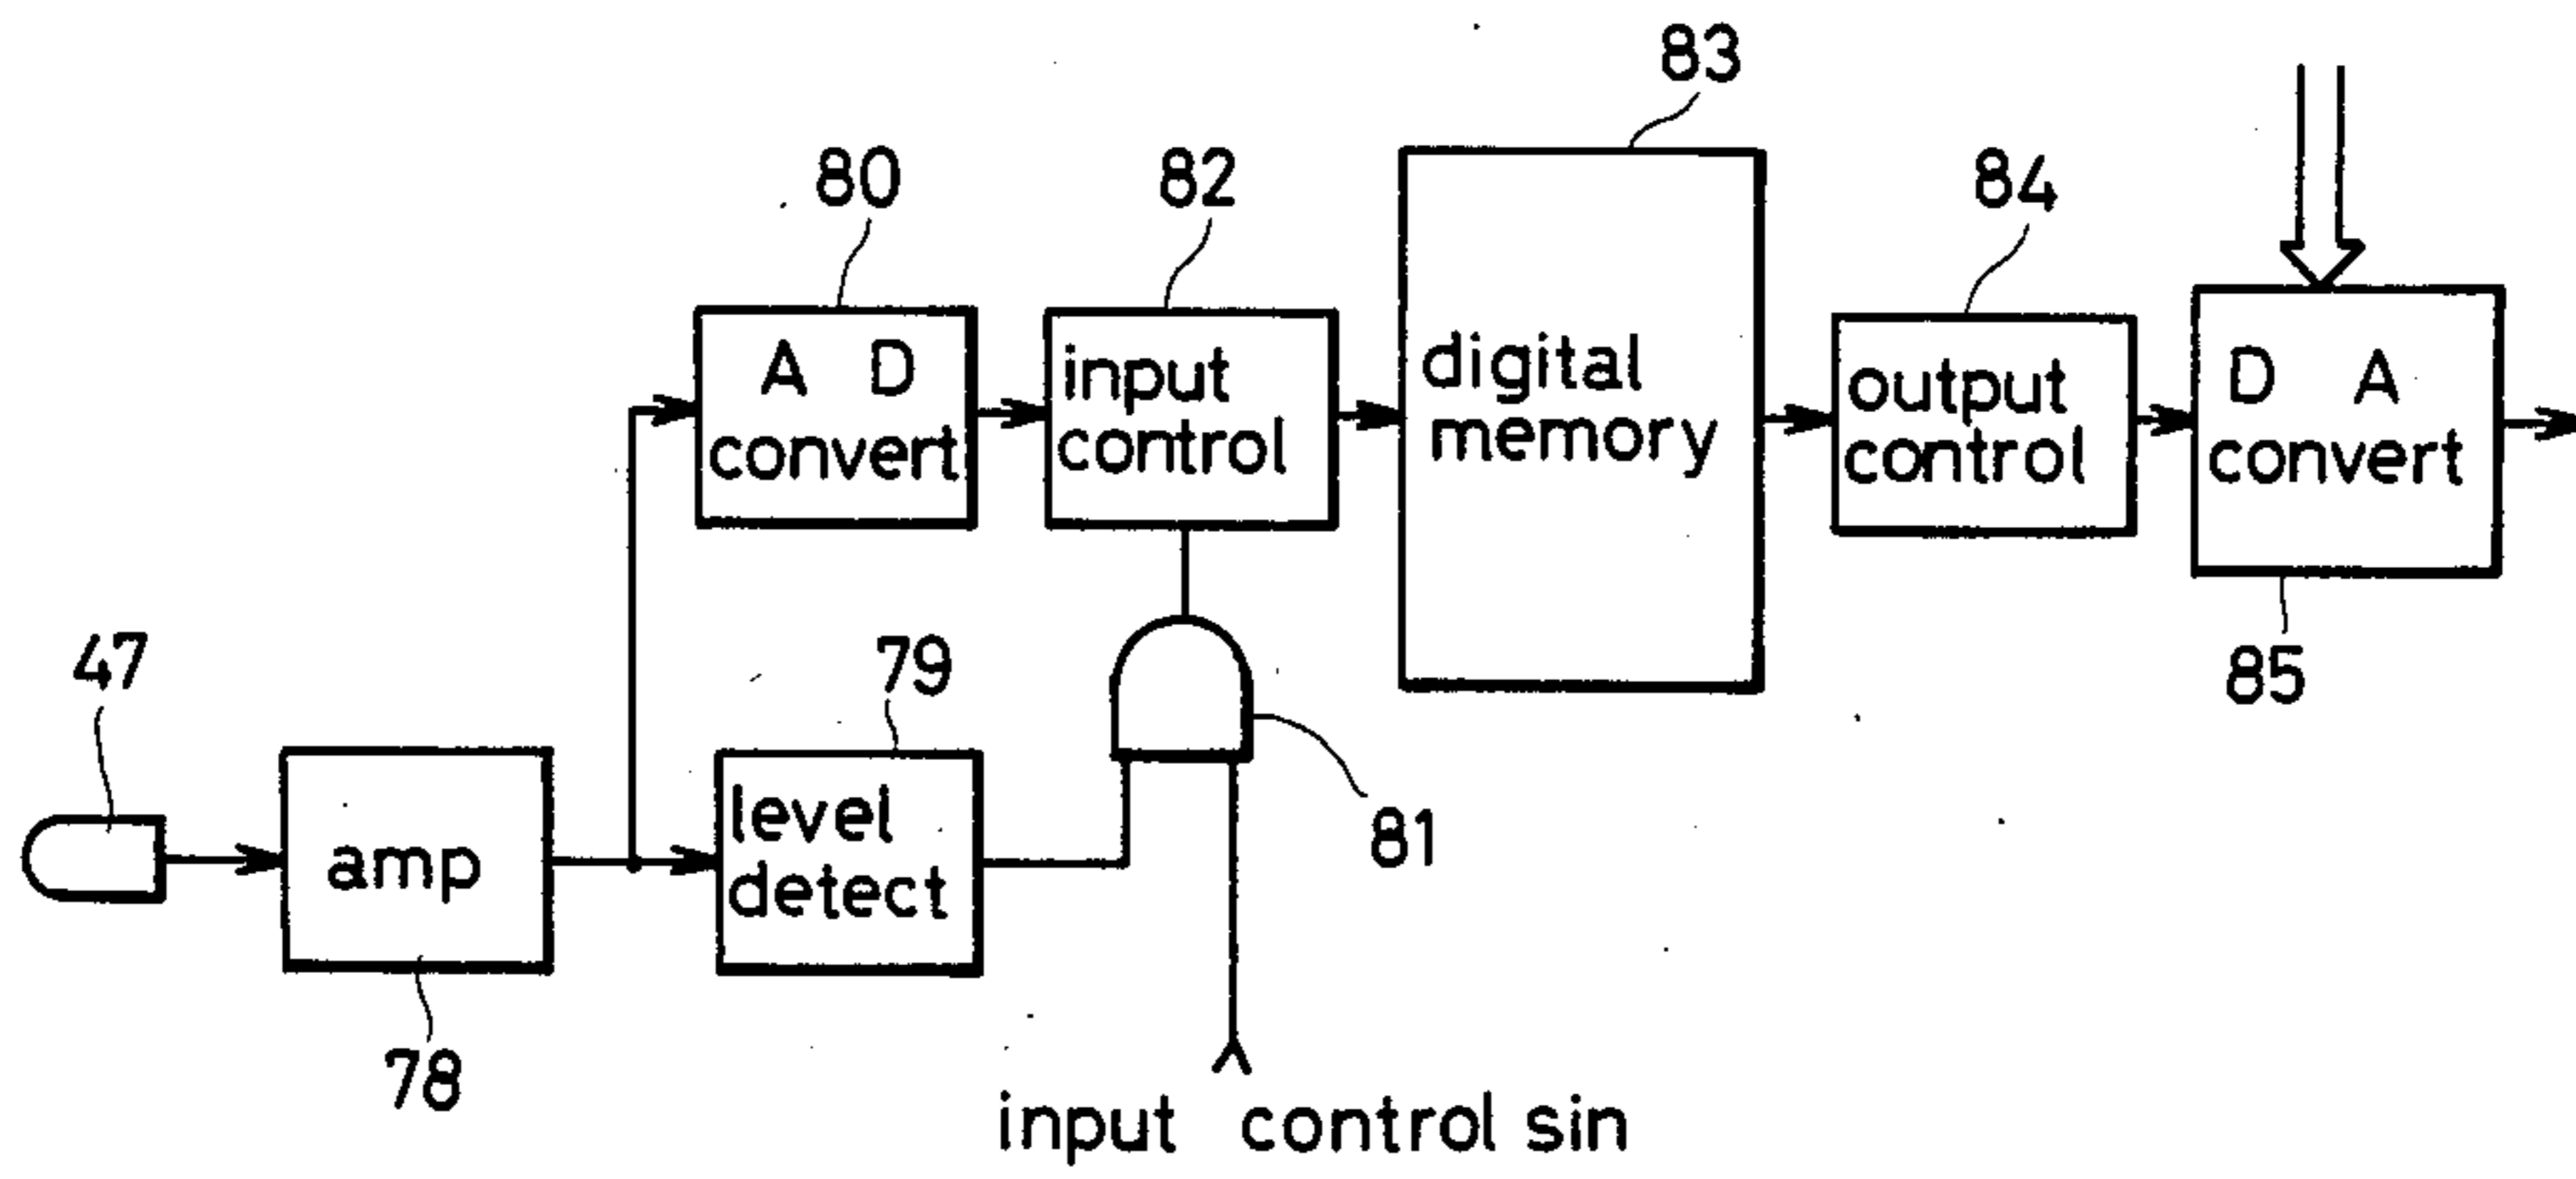 83
80
82
84
A D
convert
input
control
digital
memory
output
control
D A
convert
47
79
85
level
detect
amp
81
78
input control sin